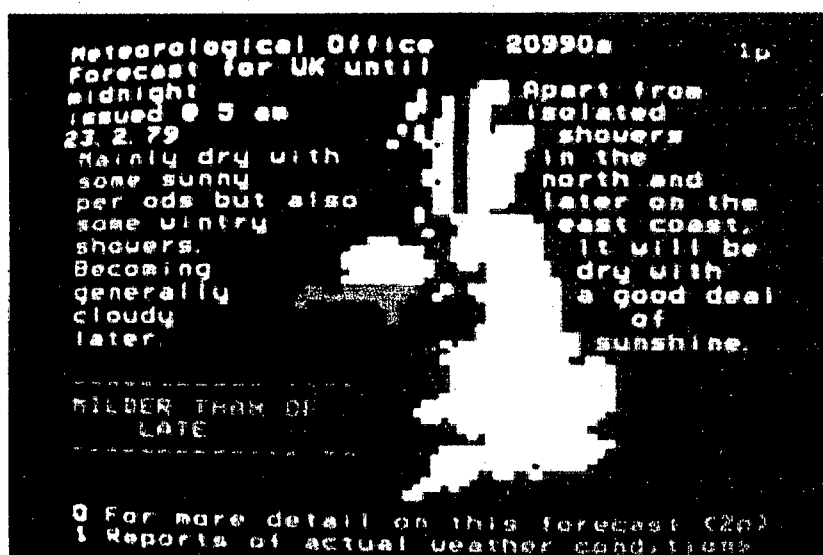 Meteorological Office 20990a 1p
Forecast for UK until
midnight
issued @ 5 am
23. 2. 79
Mainly dry with
some sunny
per ods but also
some wintry
showers.
Becoming
generally
cloudy
later.
Apart from
isolated
showers
in the
north and
later on the
east coast,
it will be
dry with
a good deal
of
sunshine.
MILDER THAN OF
LATE
0 For more detail on this forecast (2p)
1 Reports of actual weather conditions